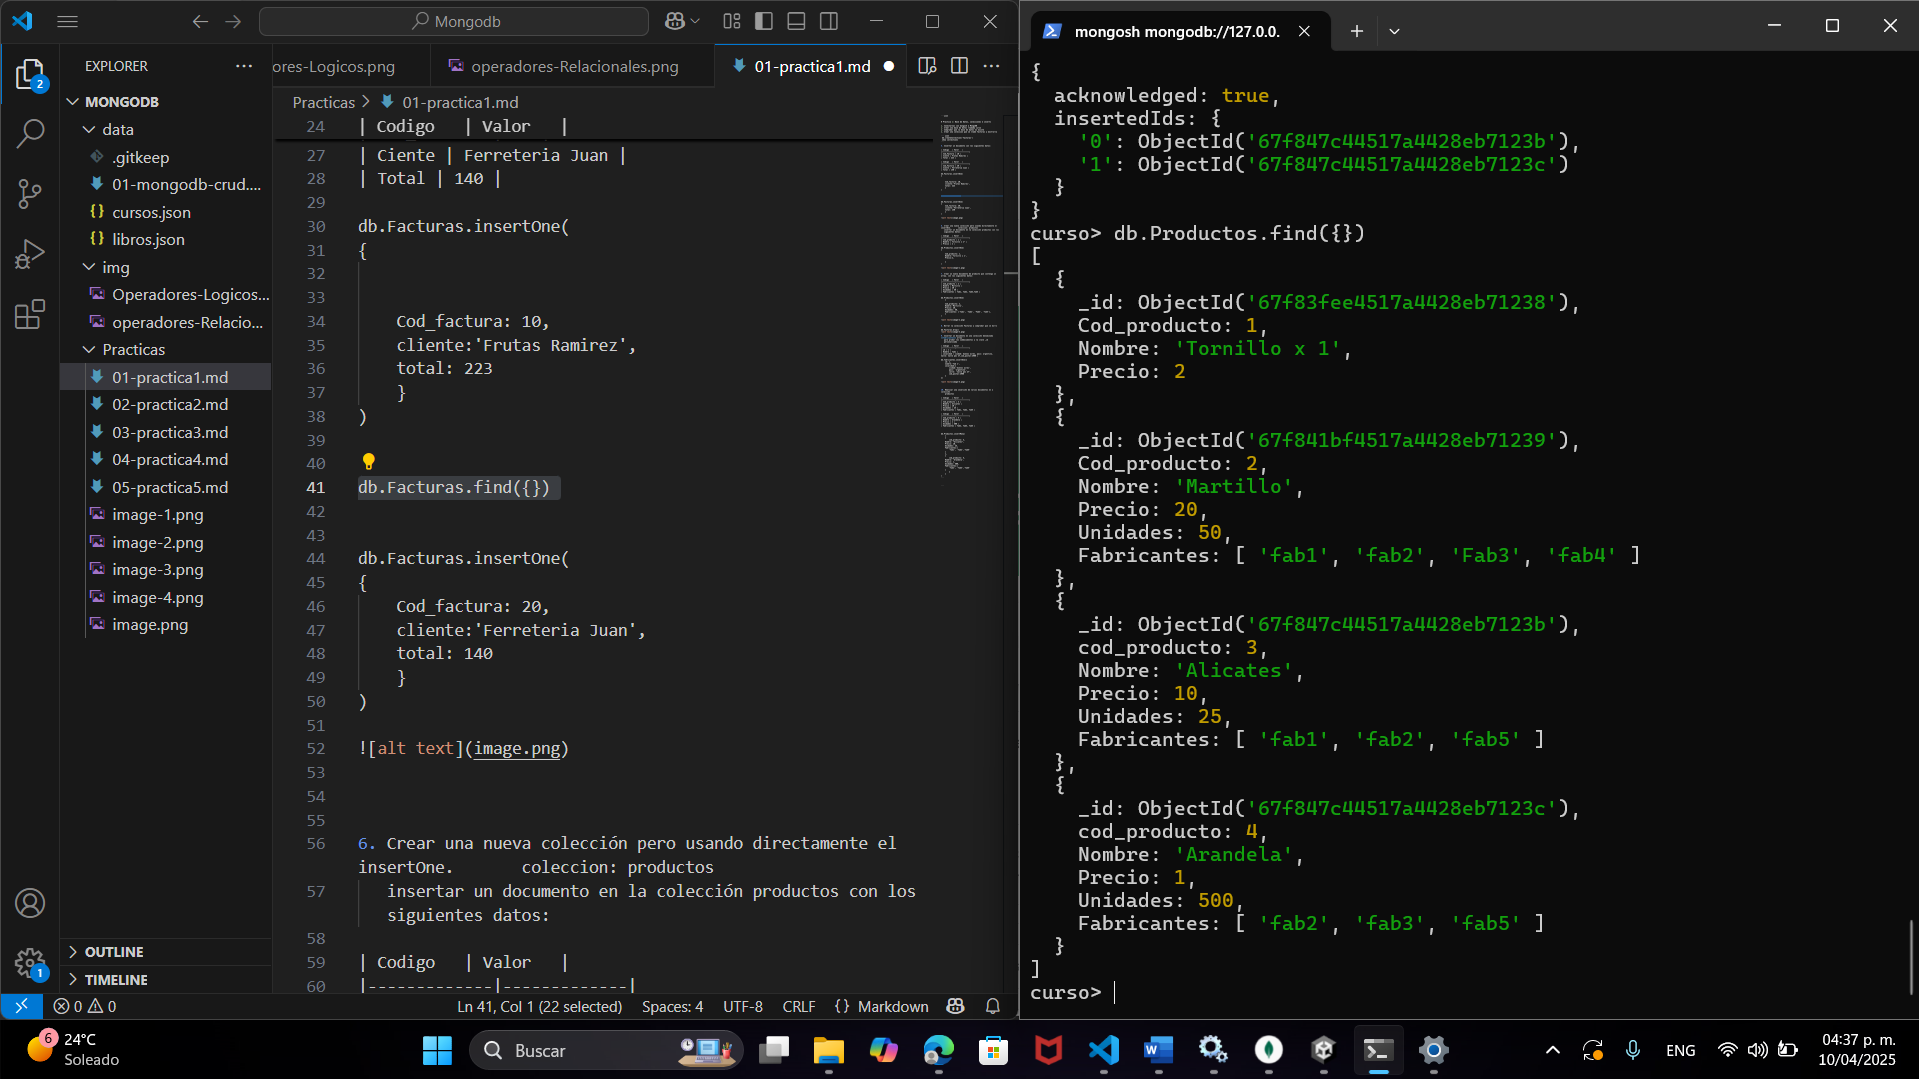 Mongodb
EXPLORER
MONGODB
data
.gitkeep
01-mongodb-crud....
cursos.json
libros.json
img
Operadores-Logicos...
operadores-Relacio...
Practicas
01-practica1.md
02-practica2.md
03-practica3.md
04-practica4.md
05-practica5.md
image-1.png
image-2.png
image-3.png
image-4.png
image.png
OUTLINE
TIMELINE
2
1
ores-Logicos.png
operadores-Relacionales.png
01-practica1.md
Practicas > 01-practica1.md
24 | Codigo | Valor |
27 | Ciente | Ferreteria Juan |
28 | Total | 140 |
29
30 db.Facturas.insertOne(
31 {
32
33
34 Cod_factura: 10,
35 cliente:'Frutas Ramirez',
36 total: 223
37 }
38 )
39
40
41 db.Facturas.find({})
42
43
44 db.Facturas.insertOne(
45 {
46 Cod_factura: 20,
47 cliente:'Ferreteria Juan',
48 total: 140
49 }
50 )
51
52 ![alt text](image.png)
53
54
55
56 6. Crear una nueva colección pero usando directamente el
insertOne. coleccion: productos
57 insertar un documento en la colección productos con los
siguientes datos:
58
59 | Codigo | Valor |
60 |-------------|-------------|
0 0
Ln 41, Col 1 (22 selected) Spaces: 4 UTF-8 CRLF {} Markdown
mongosh mongodb://127.0.0.
{
acknowledged: true,
insertedIds: {
'0': ObjectId('67f847c44517a4428eb7123b'),
'1': ObjectId('67f847c44517a4428eb7123c')
}
}
curso> db.Productos.find({})
[
{
_id: ObjectId('67f83fee4517a4428eb71238'),
Cod_producto: 1,
Nombre: 'Tornillo x 1',
Precio: 2
},
{
_id: ObjectId('67f841bf4517a4428eb71239'),
Cod_producto: 2,
Nombre: 'Martillo',
Precio: 20,
Unidades: 50,
Fabricantes: [ 'fab1', 'fab2', 'Fab3', 'fab4' ]
},
{
_id: ObjectId('67f847c44517a4428eb7123b'),
cod_producto: 3,
Nombre: 'Alicates',
Precio: 10,
Unidades: 25,
Fabricantes: [ 'fab1', 'fab2', 'fab5' ]
},
{
_id: ObjectId('67f847c44517a4428eb7123c'),
cod_producto: 4,
Nombre: 'Arandela',
Precio: 1,
Unidades: 500,
Fabricantes: [ 'fab2', 'fab3', 'fab5' ]
}
]
curso>
6
24°C
Soleado
Buscar
ENG
04:37 p. m.
10/04/2025